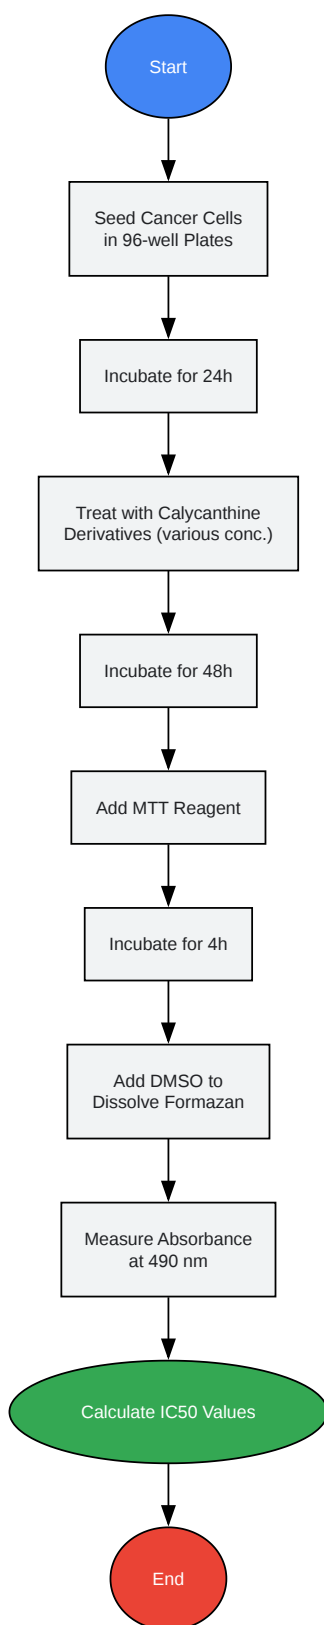 Start
Seed Cancer Cells
in 96-well Plates
Incubate for 24h
Treat with Calycanthine
Derivatives (various conc.)
Incubate for 48h
Add MTT Reagent
Incubate for 4h
Add DMSO to
Dissolve Formazan
Measure Absorbance
at 490 nm
Calculate IC50 Values
End